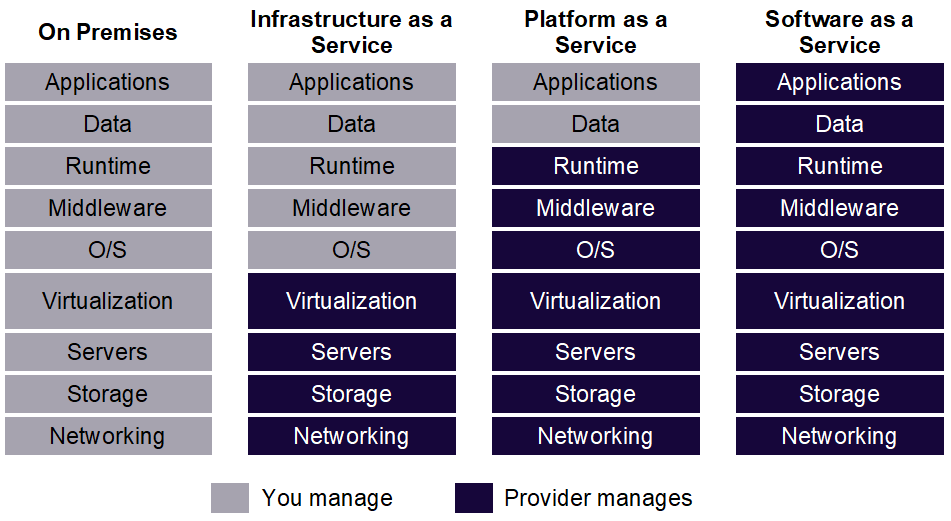 On Premises
Infrastructure as a
Service
Platform as a
Service
Software as a
Service
Applications
Applications
Applications
Applications
Data
Data
Data
Data
Runtime
Runtime
Runtime
Runtime
Middleware
Middleware
Middleware
Middleware
O/S
O/S
O/S
O/S
Virtualization
Virtualization
Virtualization
Virtualization
Servers
Servers
Servers
Servers
Storage
Storage
Storage
Storage
Networking
Networking
Networking
Networking
You manage
Provider manages